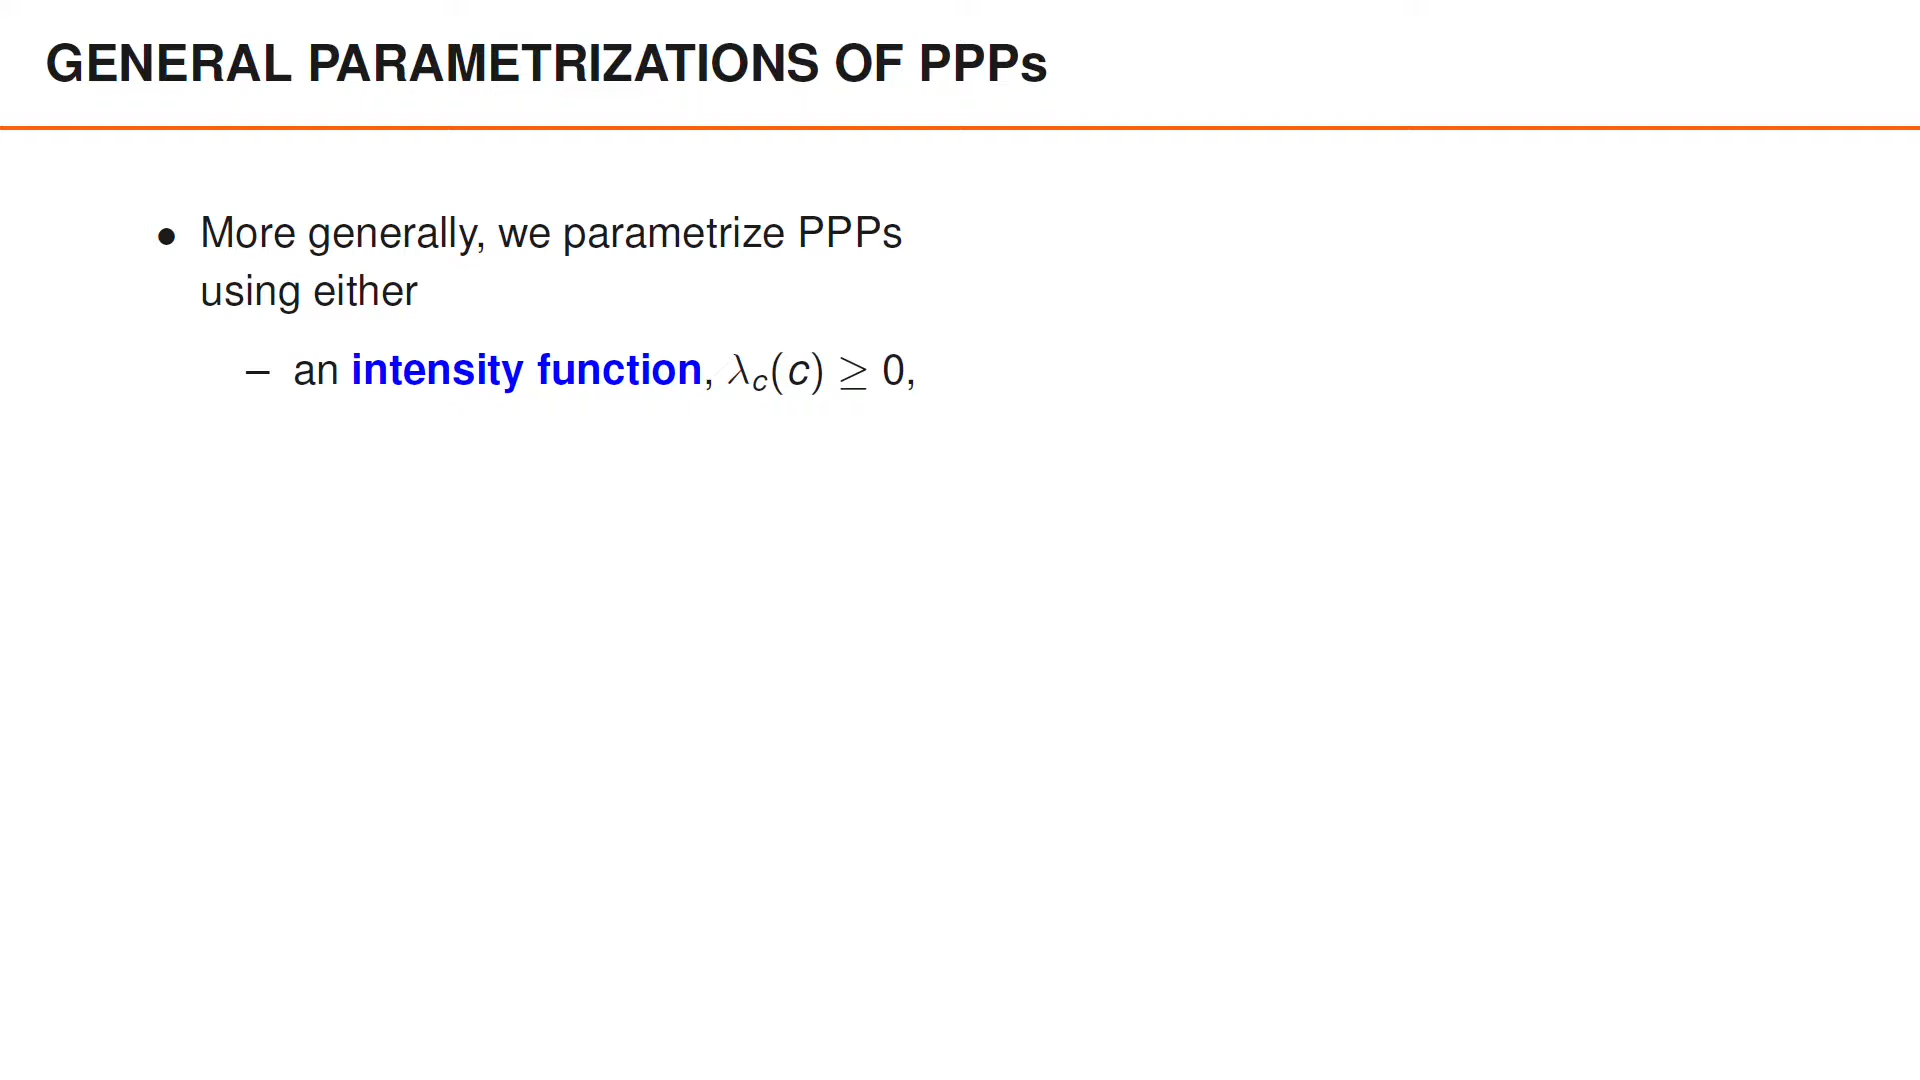 GENERAL PARAMETRIZATIONS OF PPPs
• More generally, we parametrize PPPs
using either
– an intensity function, λ_c(c) ≥ 0,